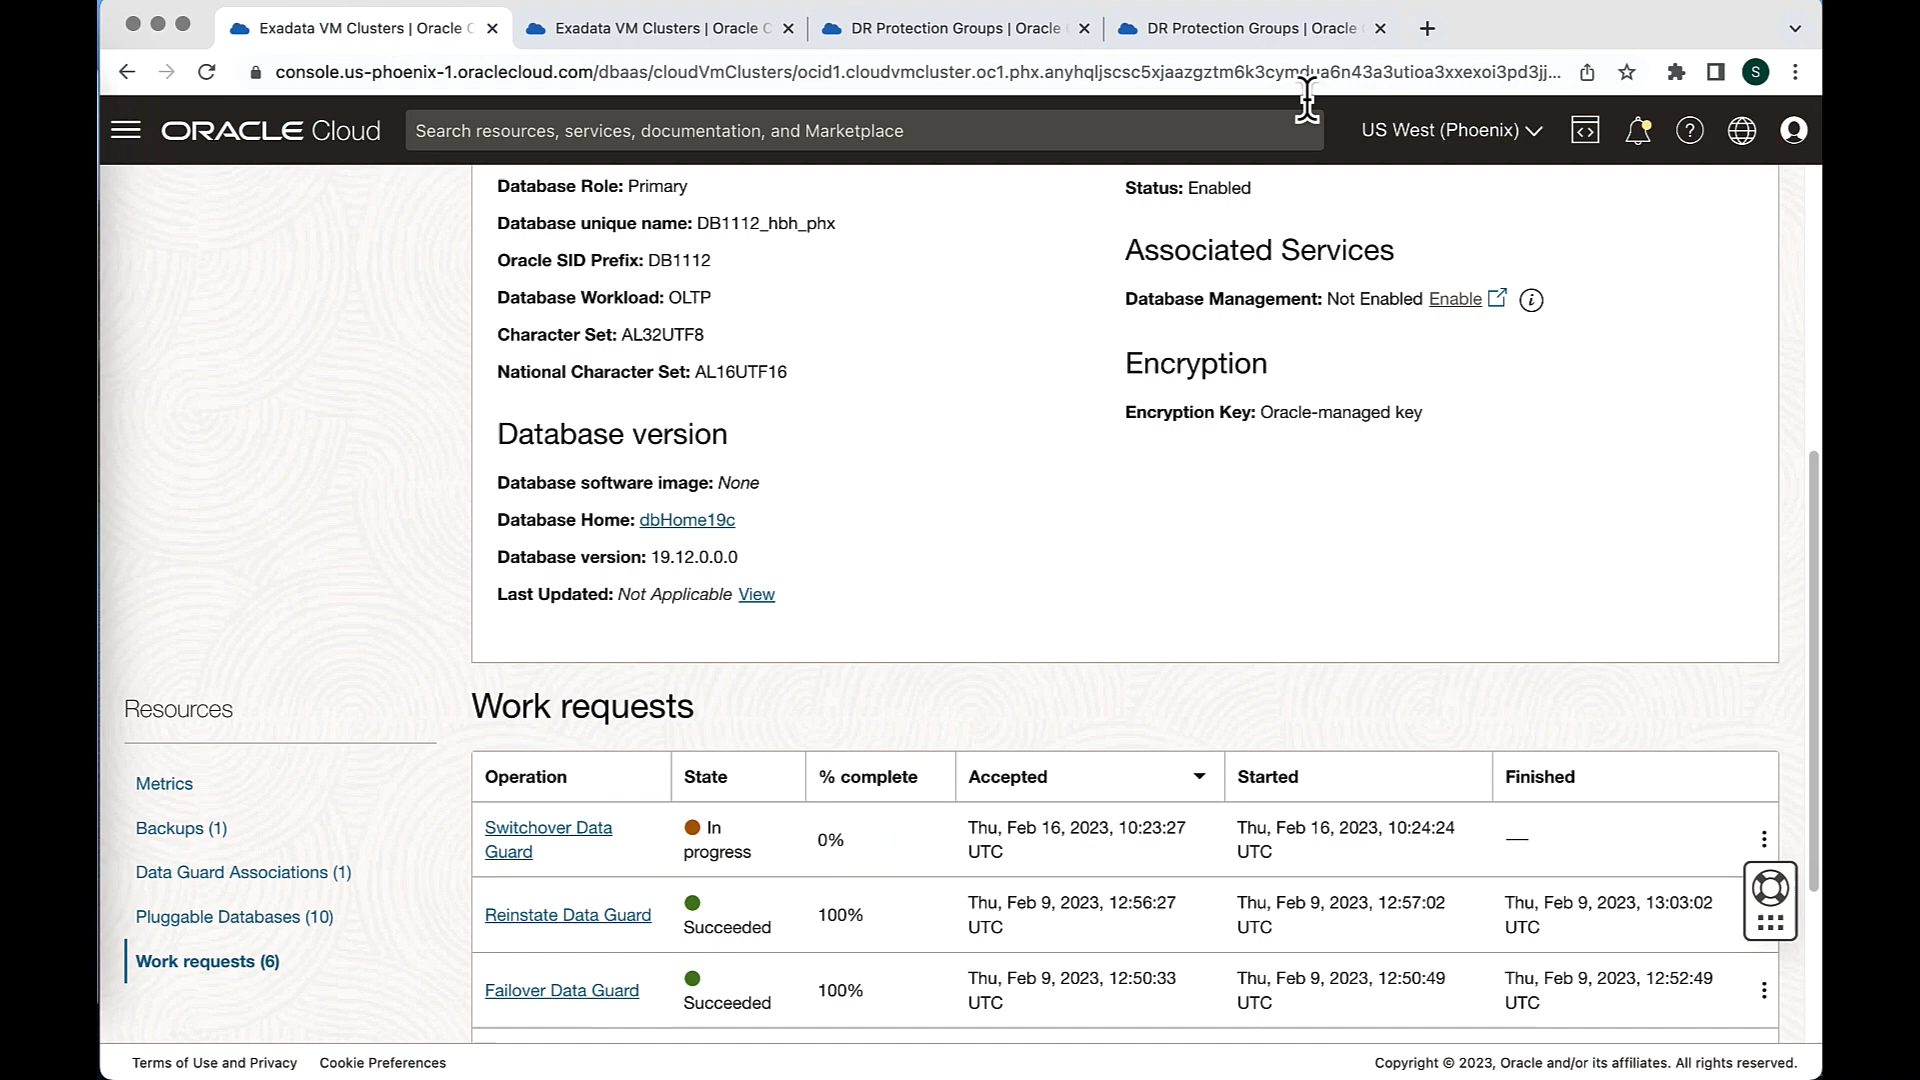 Exadata VM Clusters | Oracle C
Exadata VM Clusters | Oracle C
DR Protection Groups | Oracle
DR Protection Groups | Oracle
console.us-phoenix-1.oraclecloud.com/dbaas/cloudVmClusters/ocid1.cloudvmcluster.oc1.phx.anyhqljscsc5xjaazgztm6k3cymdua6n43a3utioa3xxexoi3pd3jj...
S
ORACLE Cloud
Search resources, services, documentation, and Marketplace
US West (Phoenix)
Database Role: Primary
Database unique name: DB1112_hbh_phx
Oracle SID Prefix: DB1112
Database Workload: OLTP
Character Set: AL32UTF8
National Character Set: AL16UTF16
Database version
Database software image: None
Database Home: dbHome19c
Database version: 19.12.0.0.0
Last Updated: Not Applicable View
Status: Enabled
Associated Services
Database Management: Not Enabled Enable
Encryption
Encryption Key: Oracle-managed key
Resources
Metrics
Backups (1)
Data Guard Associations (1)
Pluggable Databases (10)
Work requests (6)
Work requests
Operation State % complete Accepted Started Finished
Switchover Data In Thu, Feb 16, 2023, 10:23:27 Thu, Feb 16, 2023, 10:24:24
Guard progress 0% UTC UTC —
Reinstate Data Guard Succeeded 100% Thu, Feb 9, 2023, 12:56:27 Thu, Feb 9, 2023, 12:57:02 Thu, Feb 9, 2023, 13:03:02
UTC UTC UTC
Failover Data Guard Succeeded 100% Thu, Feb 9, 2023, 12:50:33 Thu, Feb 9, 2023, 12:50:49 Thu, Feb 9, 2023, 12:52:49
UTC UTC UTC
Terms of Use and Privacy Cookie Preferences
Copyright © 2023, Oracle and/or its affiliates. All rights reserved.